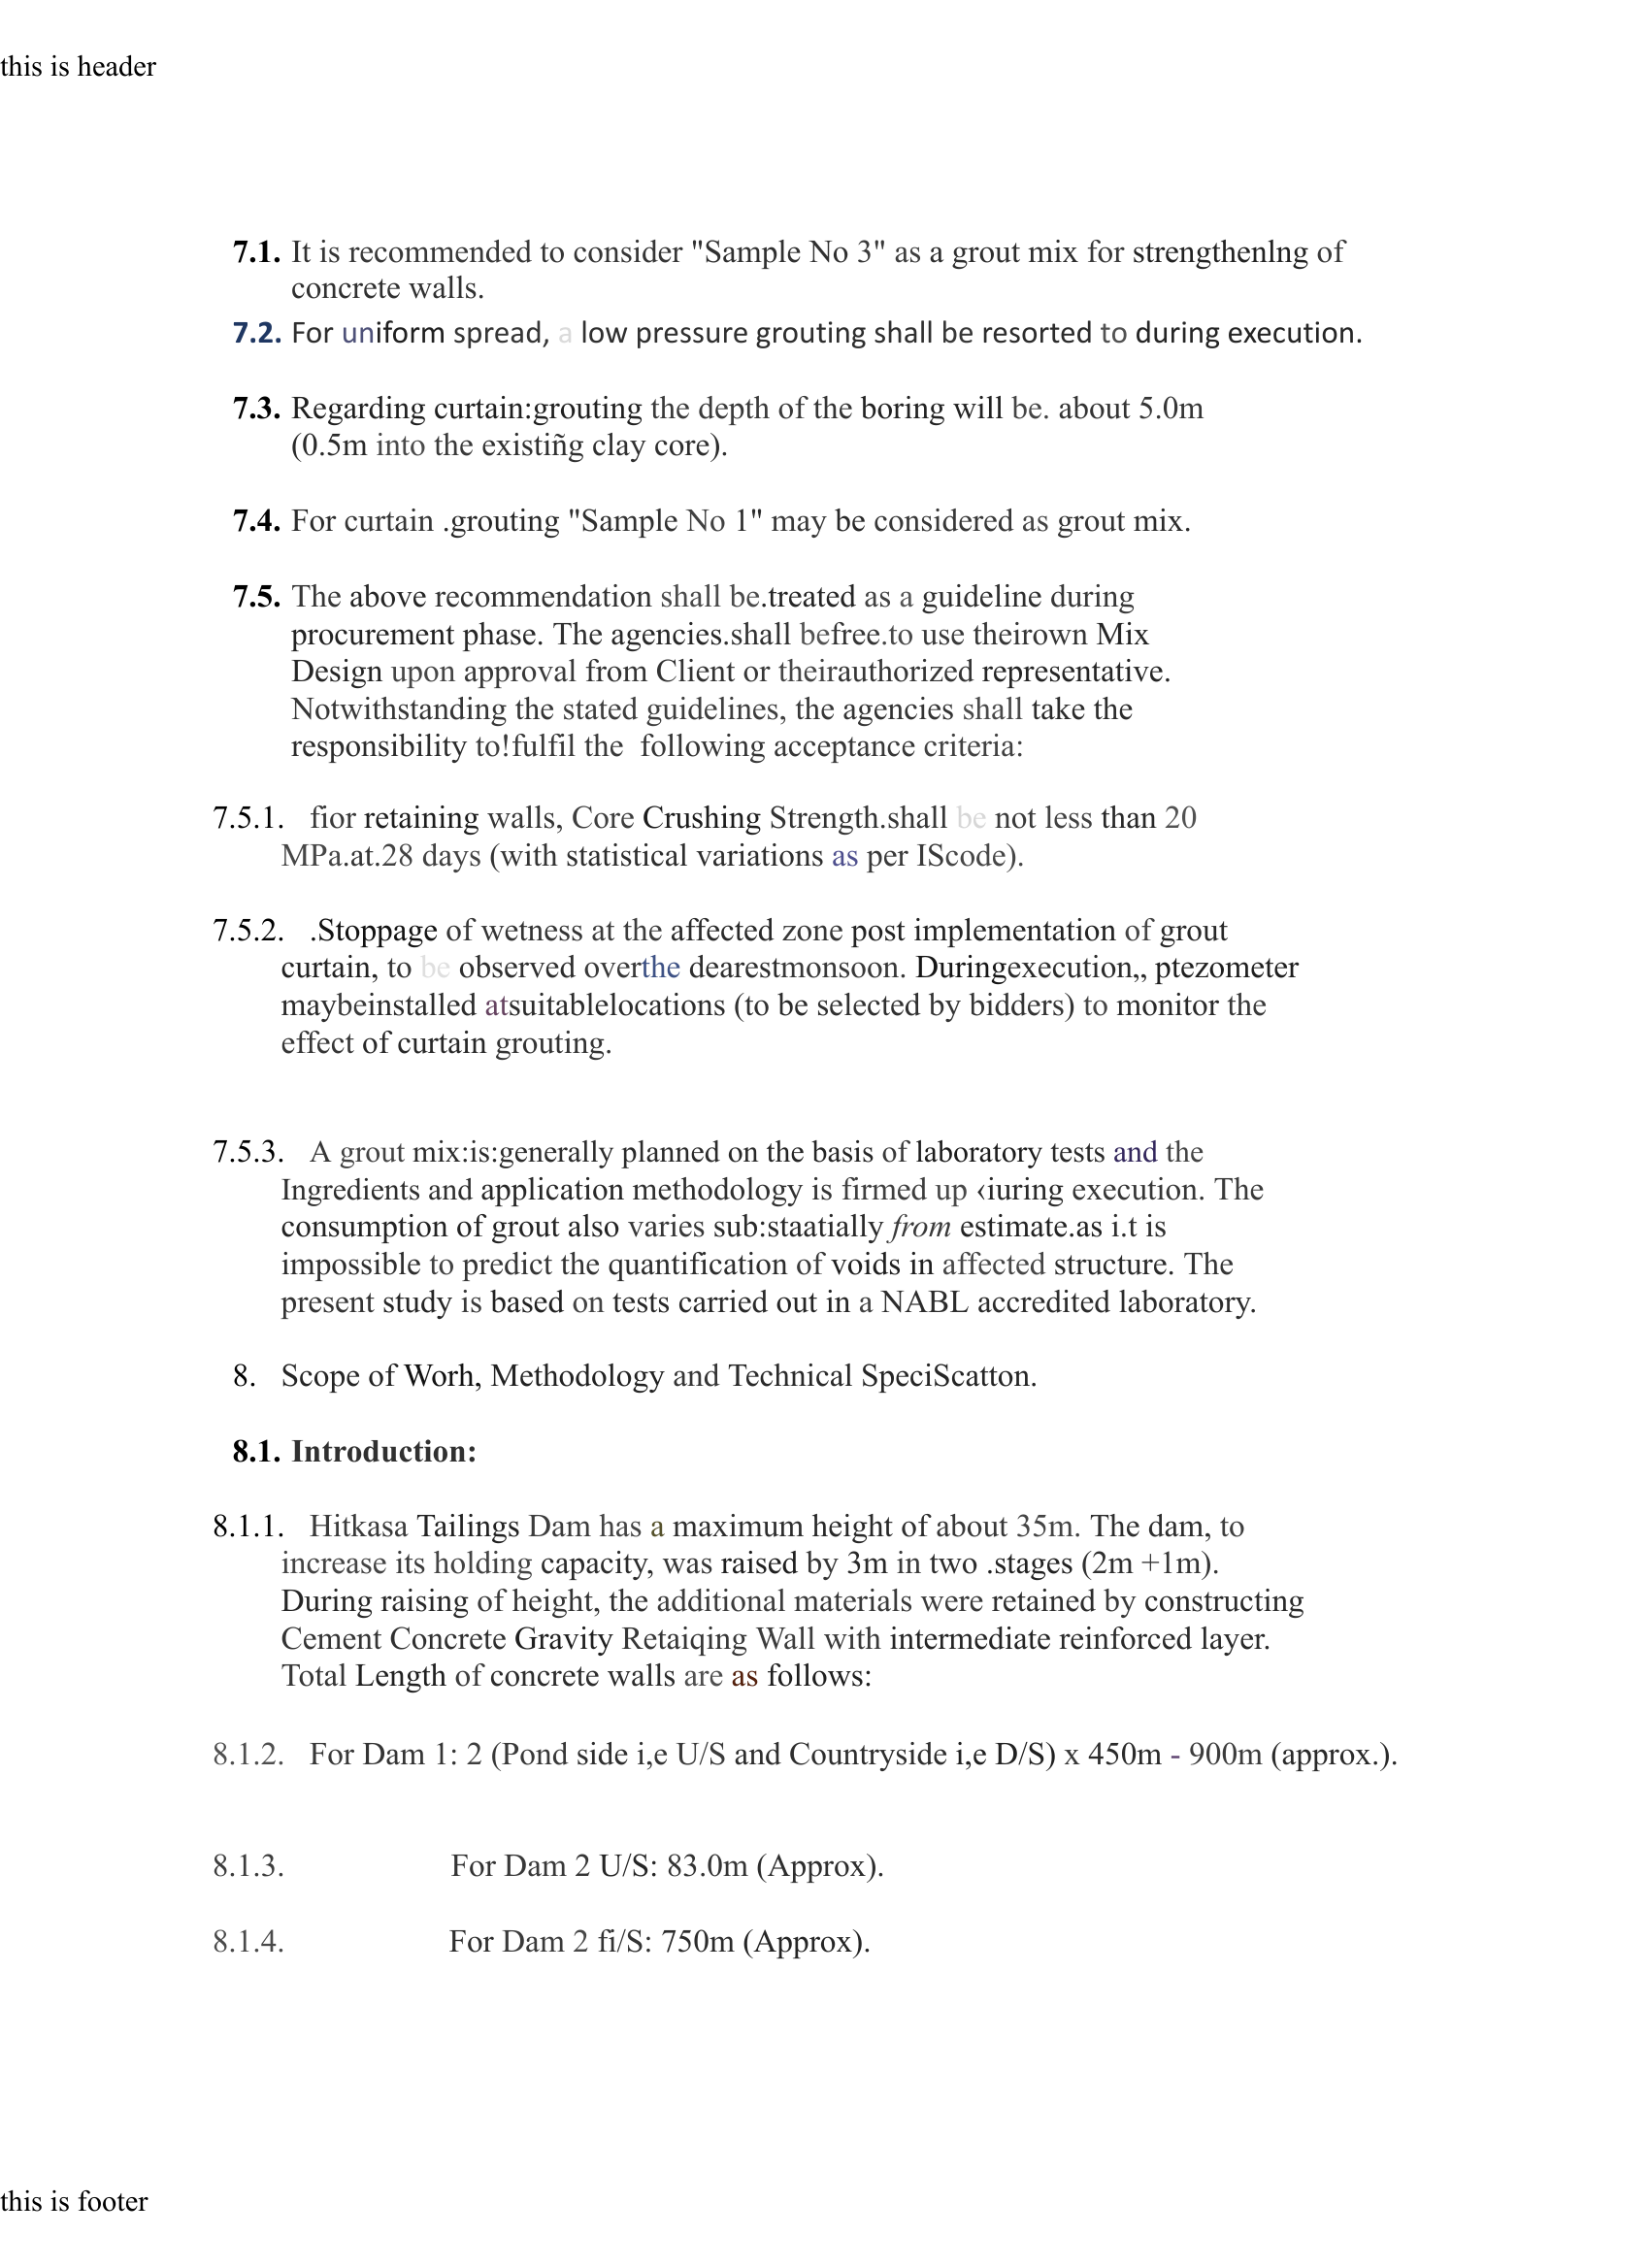 this is header
7.1. It is recommended to consider "Sample No 3" as a grout mix for strengthenlng of
concrete walls.
7.2. For uniform spread, a low pressure grouting shall be resorted to during execution.
7.3. Regarding curtain:grouting the depth of the boring will be. about 5.0m
(0.5m into the existiñg clay core).
7.4. For curtain .grouting "Sample No 1" may be considered as grout mix.
7.5. The above recommendation shall be.treated as a guideline during
procurement phase. The agencies.shall befree.to use theirown Mix
Design upon approval from Client or theirauthorized representative.
Notwithstanding the stated guidelines, the agencies shall take the
responsibility to!fulfil the following acceptance criteria:
7.5.1. fior retaining walls, Core Crushing Strength.shall be not less than 20
MPa.at.28 days (with statistical variations as per IScode).
7.5.2. .Stoppage of wetness at the affected zone post implementation of grout
curtain, to be observed overthe dearestmonsoon. Duringexecution,, ptezometer
maybeinstalled atsuitablelocations (to be selected by bidders) to monitor the
effect of curtain grouting.
7.5.3. A grout mix:is:generally planned on the basis of laboratory tests and the
Ingredients and application methodology is firmed up ‹iuring execution. The
consumption of grout also varies sub:staatially from estimate.as i.t is
impossible to predict the quantification of voids in affected structure. The
present study is based on tests carried out in a NABL accredited laboratory.
8. Scope of Worh, Methodology and Technical SpeciScatton.
8.1. Introduction:
8.1.1. Hitkasa Tailings Dam has a maximum height of about 35m. The dam, to
increase its holding capacity, was raised by 3m in two .stages (2m +1m).
During raising of height, the additional materials were retained by constructing
Cement Concrete Gravity Retaiqing Wall with intermediate reinforced layer.
Total Length of concrete walls are as follows:
8.1.2. For Dam 1: 2 (Pond side i,e U/S and Countryside i,e D/S) x 450m - 900m (approx.).
8.1.3. For Dam 2 U/S: 83.0m (Approx).
8.1.4. For Dam 2 fi/S: 750m (Approx).
this is footer